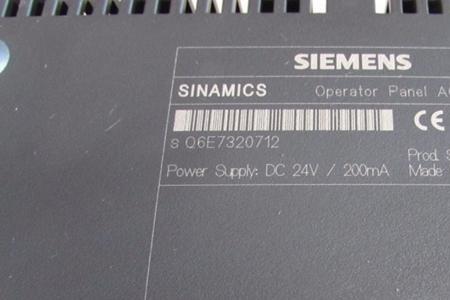 SIEMENS
SINAMICS Operator Panel
CE
S Q6E7320712
Prod.
Power Supply: DC 24V / 200mA Made